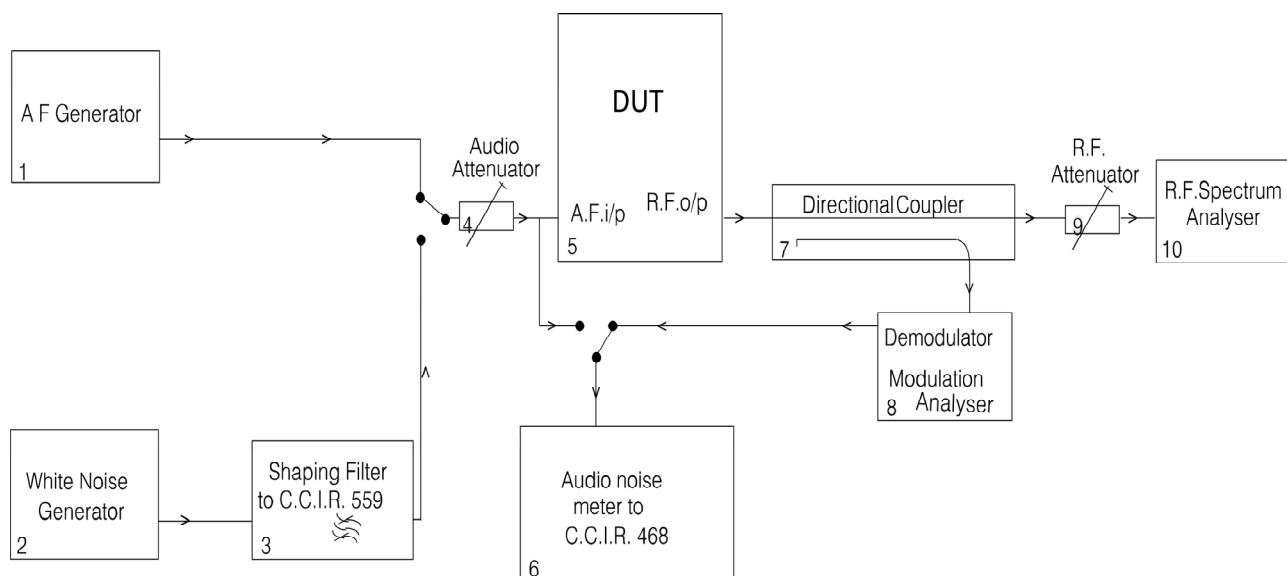 A F Generator
1
Audio
Attenuator
4
DUT
A.F.i/p
R.F.o/p
5
Directional Coupler
7
R.F.
Attenuator
9
R.F.Spectrum
Analyser
10
Demodulator
Modulation
Analyser
8
White Noise
Generator
2
Shaping Filter
to C.C.I.R. 559
3
Audio noise
meter to
C.C.I.R. 468
6